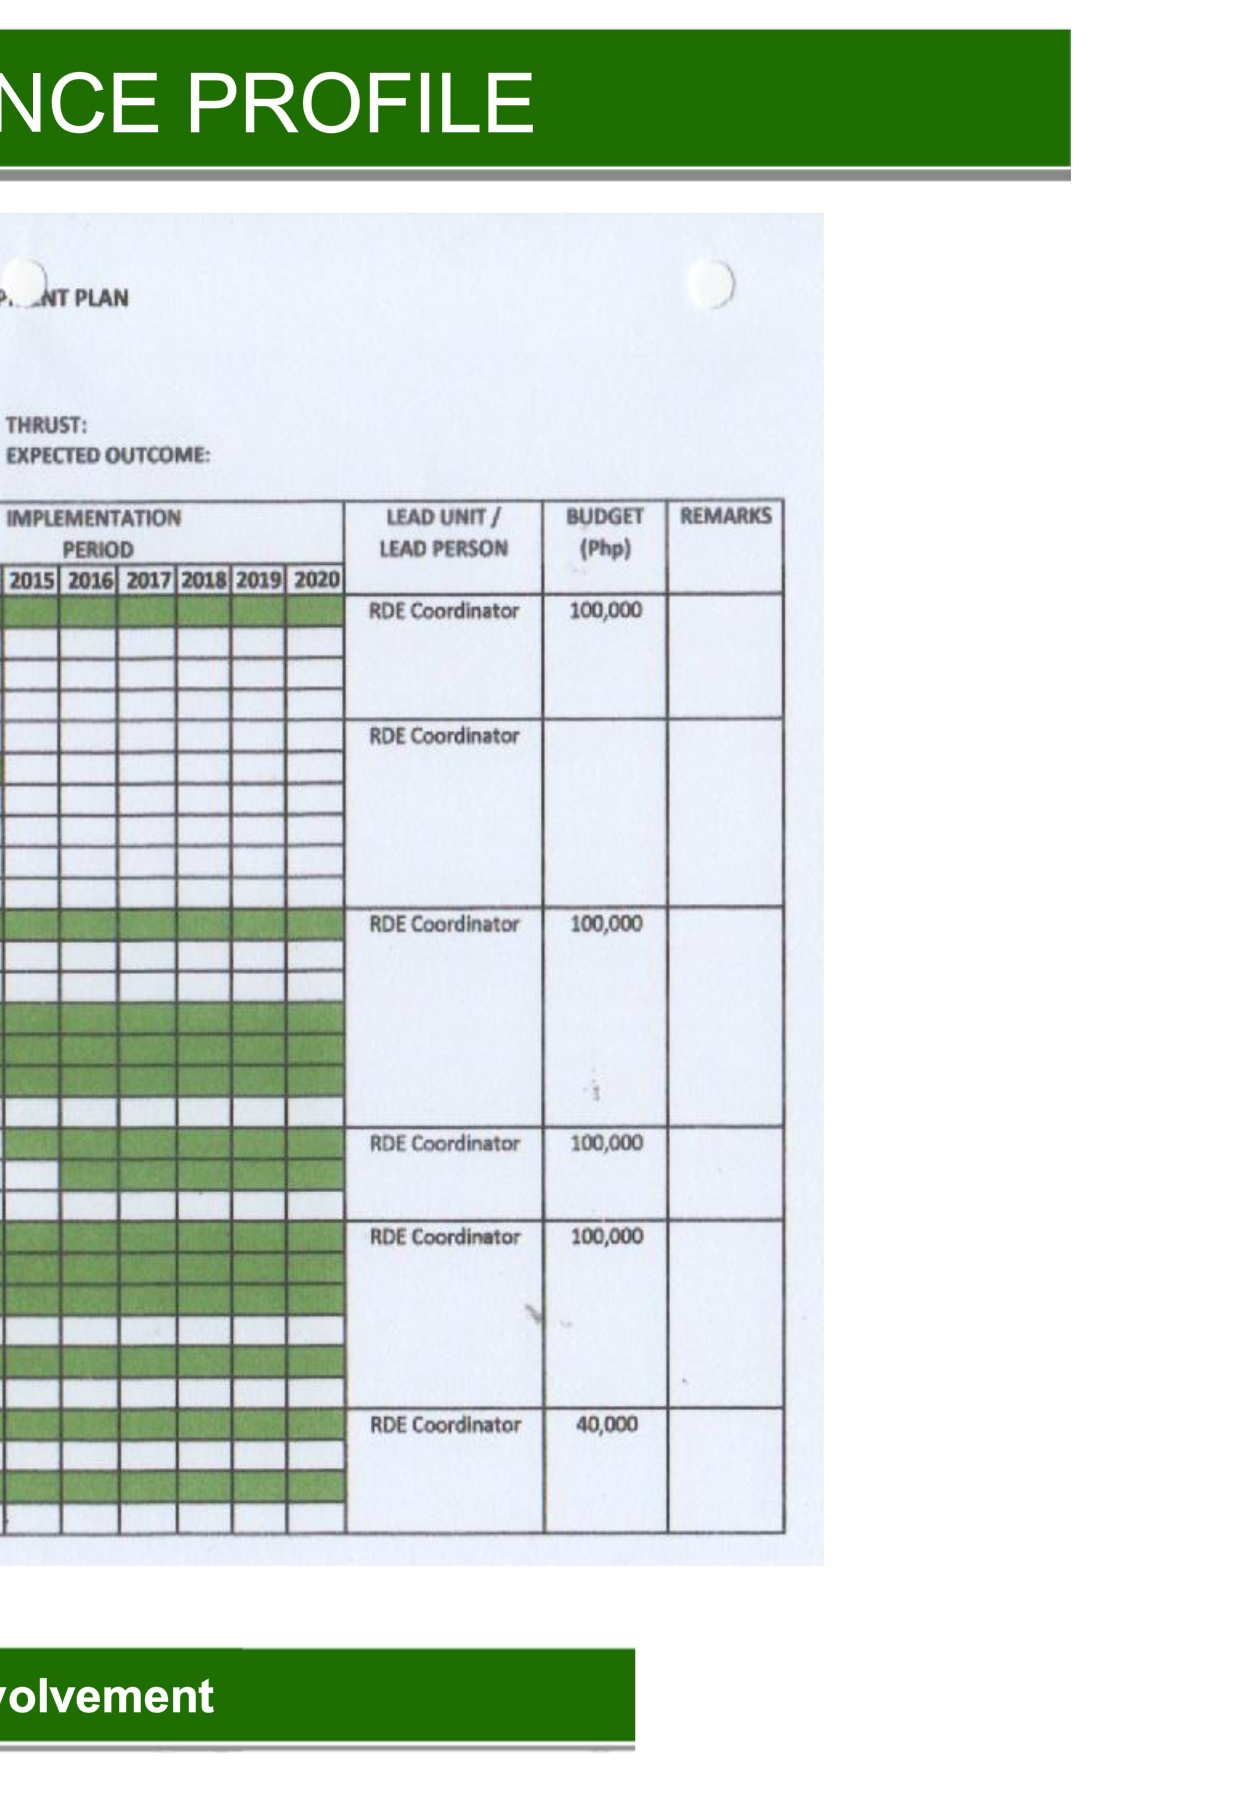 NCE PROFILE
NT PLAN
THRUST:
EXPECTED OUTCOME:
IMPLEMENTATION PERIOD LEAD UNIT / LEAD PERSON BUDGET (Php) REMARKS
2015 2016 2017 2018 2019 2020
RDE Coordinator 100,000
RDE Coordinator
RDE Coordinator 100,000
RDE Coordinator 100,000
RDE Coordinator 100,000
RDE Coordinator 40,000
volvement